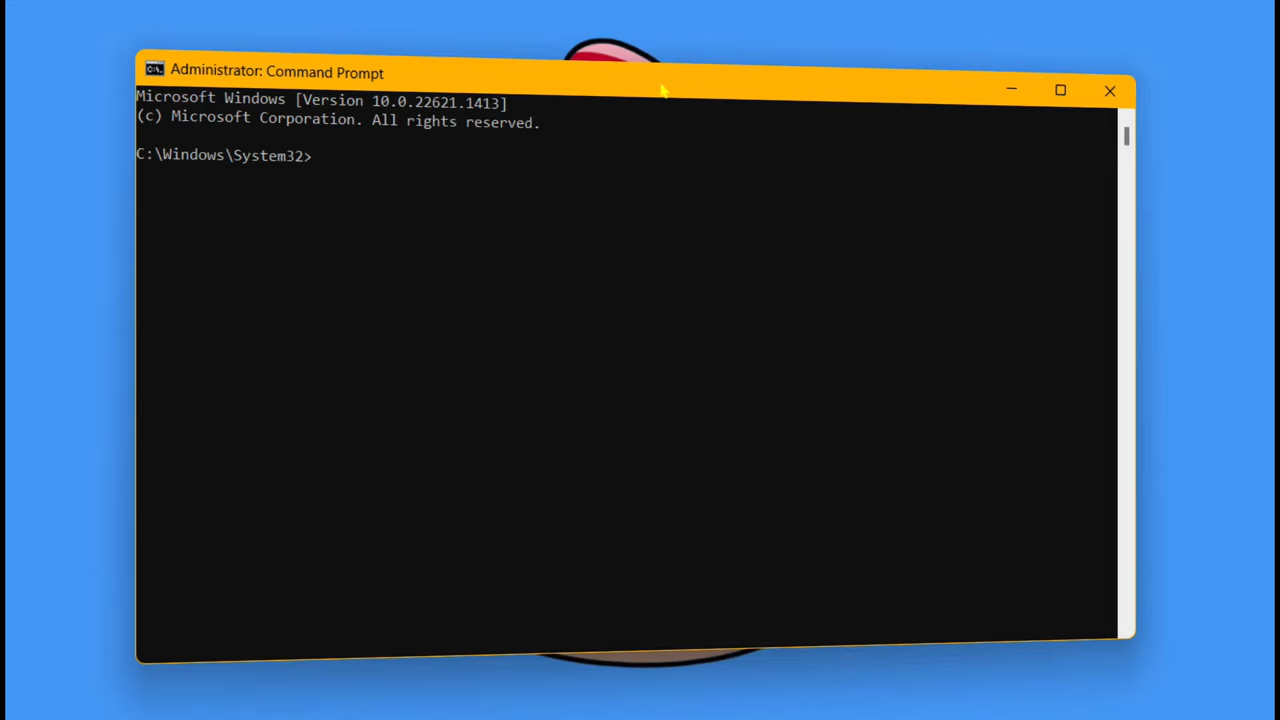 Administrator: Command Prompt
Microsoft Windows [Version 10.0.22621.1413]
(c) Microsoft Corporation. All rights reserved.
C:\Windows\System32>